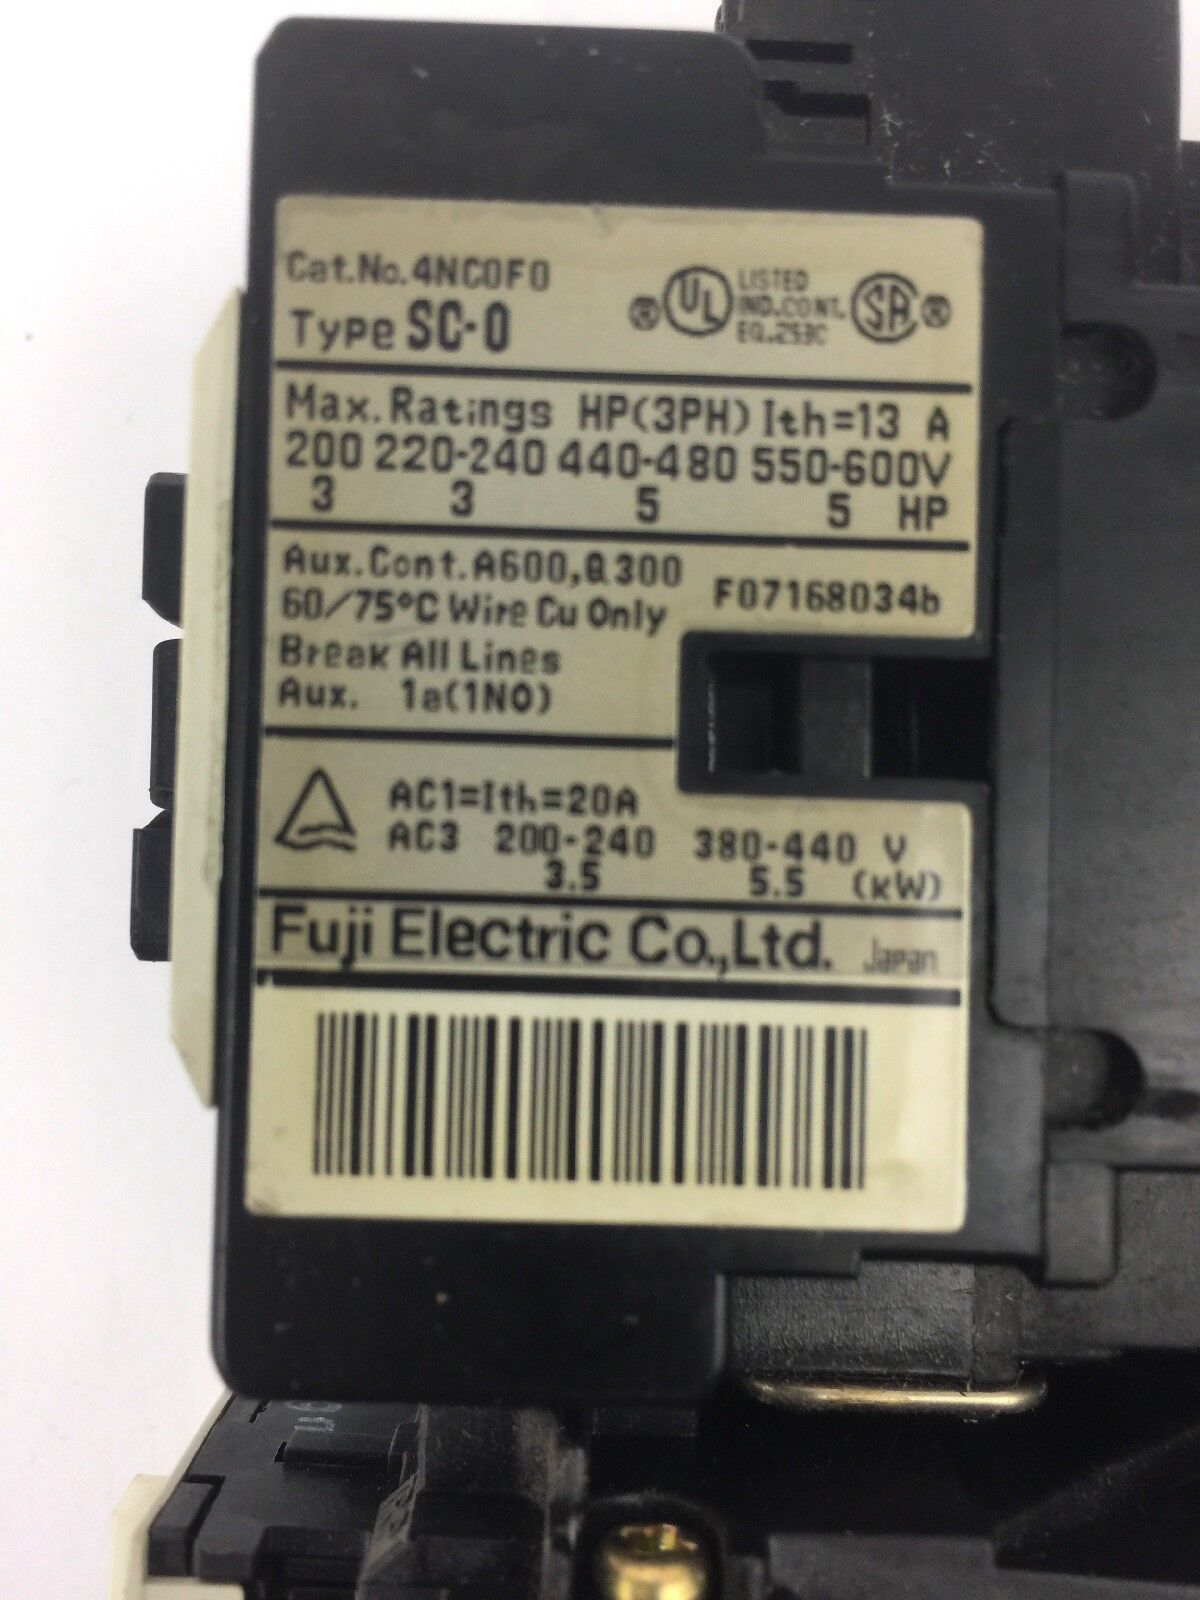 Cat.No.4NC0F0
Type SC-0
® UL LISTED IND.CONT. EQ.253C SA ®
Max.Ratings HP(3PH) Ith=13 A
200 220-240 440-480 550-600V
3 3 5 5 HP
Aux.Cont.A600,Q300
F07168034b
60/75°C Wire Cu Only
Break All Lines
Aux. 1a(1NO)
AC1=Ith=20A
AC3 200-240 380-440 V
3.5 5.5 (kW)
Fuji Electric Co.,Ltd. Japan